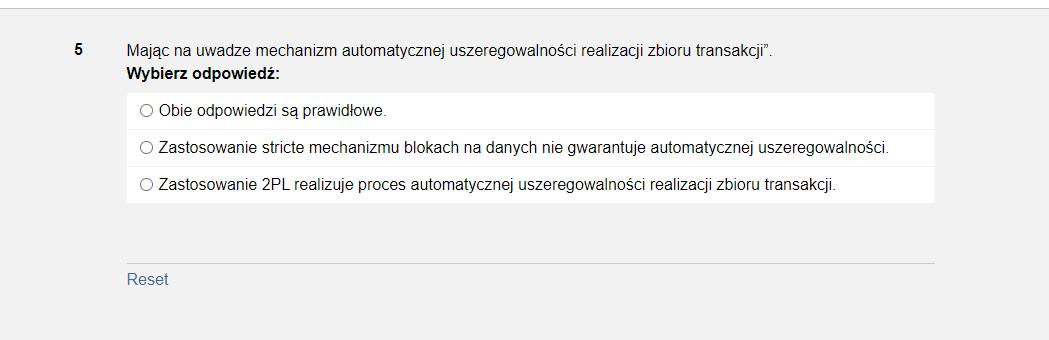 5 Mając na uwadze mechanizm automatycznej uszeregowalności realizacji zbioru transakcji”.
Wybierz odpowiedź:
Obie odpowiedzi są prawidłowe.
Zastosowanie stricte mechanizmu blokach na danych nie gwarantuje automatycznej uszeregowalności.
Zastosowanie 2PL realizuje proces automatycznej uszeregowalności realizacji zbioru transakcji.
Reset